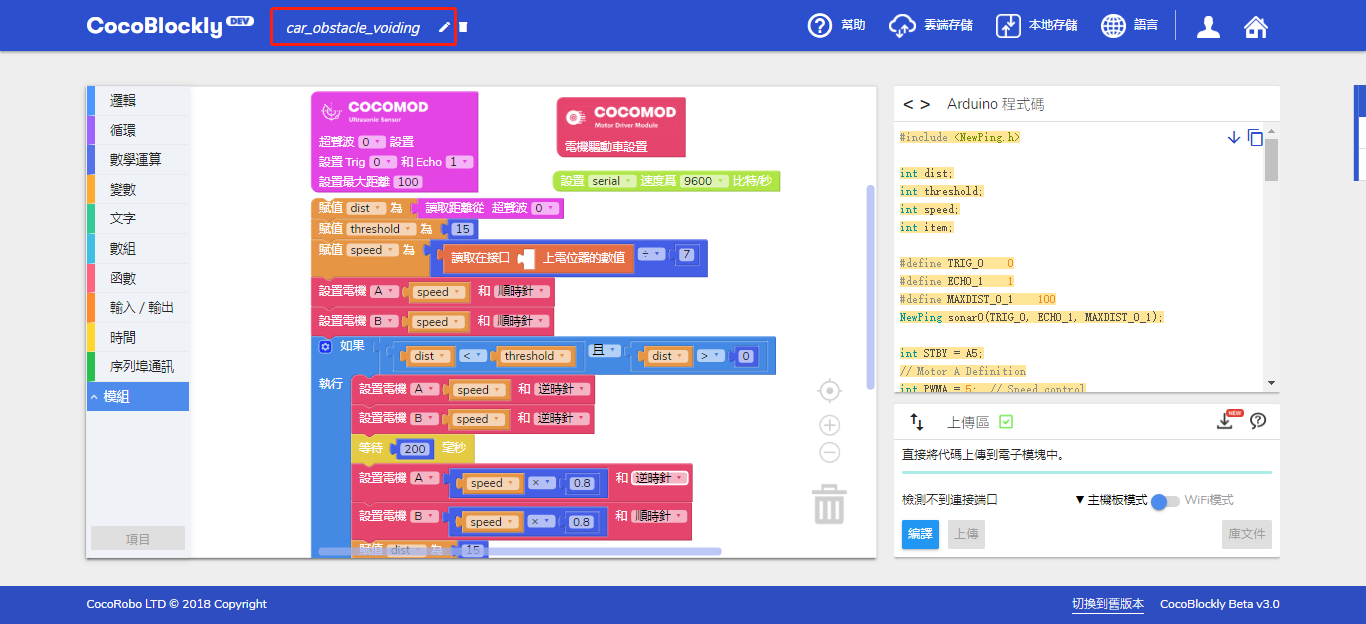 CocoBlockly DEV
car_obstacle_voiding
幫助
雲端存儲
本地存儲
語言
邏輯
循環
數學運算
變數
文字
數組
函數
輸入 / 輸出
時間
序列埠通訊
模組
項目
COCOMOD
Ultrasonic Sensor
超聲波 0 設置
設置 Trig 0 和 Echo 1
設置最大距離 100
COCOMOD
Motor Driver Module
電機驅動車設置
設置 serial 速度爲 9600 比特/秒
賦值 dist 為 讀取距離從 超聲波 0
賦值 threshold 為 15
賦值 speed 為 讀取在接口 上電位器的數值 ÷ 7
設置電機 A speed 和 順時針
設置電機 B speed 和 順時針
如果 dist < threshold 且 dist > 0
執行 設置電機 A speed 和 逆時針
設置電機 B speed 和 逆時針
等待 200 毫秒
設置電機 A speed × 0.8 和 逆時針
設置電機 B speed × 0.8 和 順時針
賦值 dist 為 15
< > Arduino 程式碼
#include <NewPing.h>
int dist;
int threshold;
int speed;
int item;
#define TRIG_0 0
#define ECHO_1 1
#define MAXDIST_0_1 100
NewPing sonar0(TRIG_0, ECHO_1, MAXDIST_0_1);
int STBY = A5;
// Motor A Definition
int PWMA = 5; // Speed control
上傳區
NEW
直接將代碼上傳到電子模塊中。
檢測不到連接端口
▼主機板模式
WiFi模式
編譯
上傳
庫文件
CocoRobo LTD © 2018 Copyright
切換到舊版本
CocoBlockly Beta v3.0